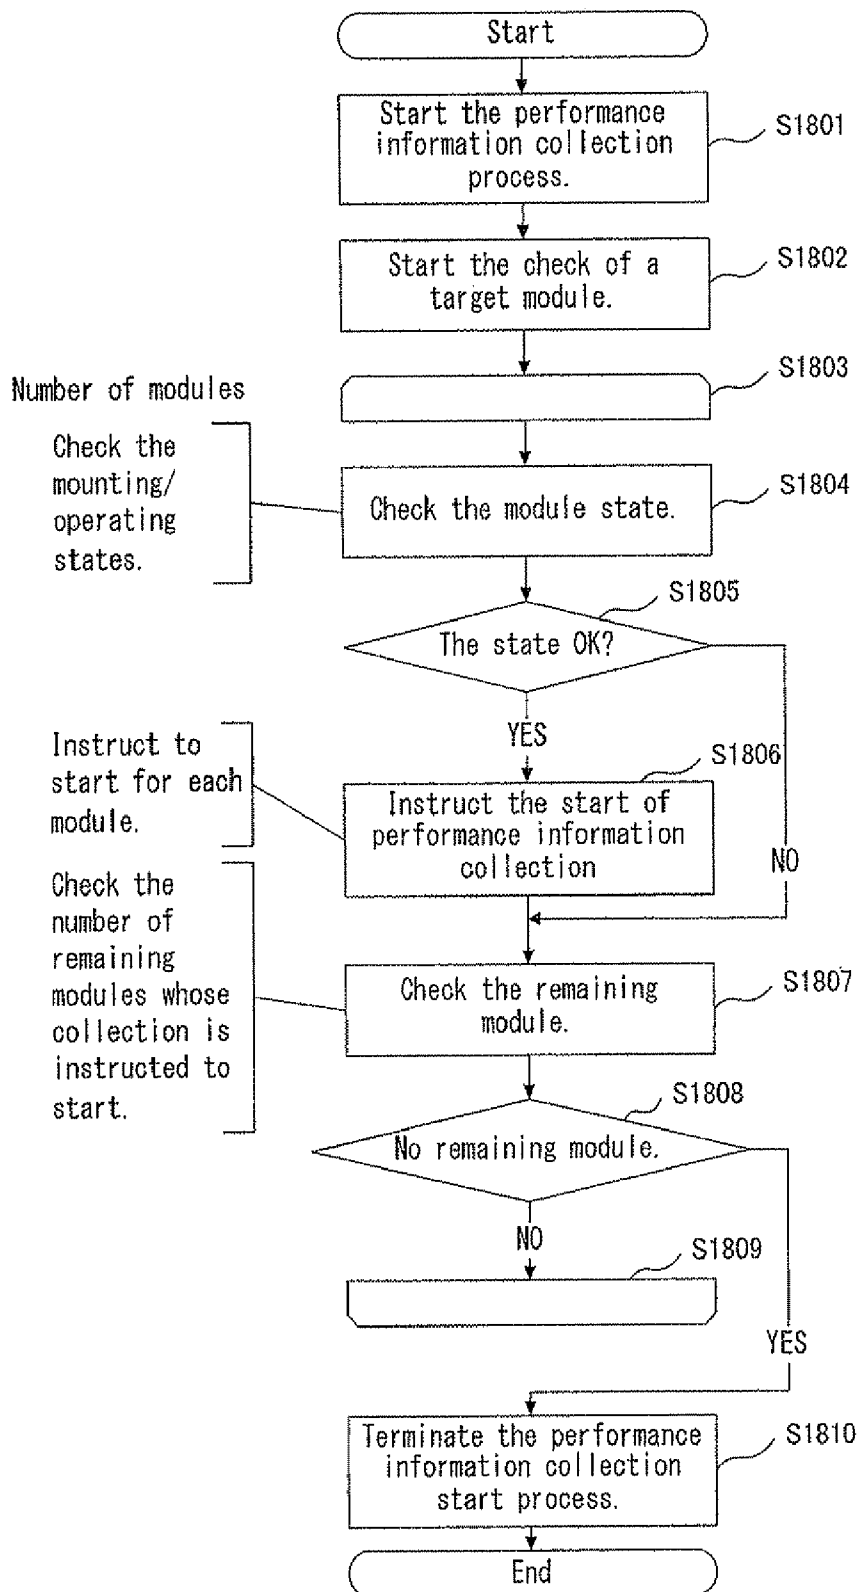 Start
Start the performance
information collection
process.
S1801
Start the check of a
target module.
S1802
S1803
Number of modules
Check the
mounting/
operating
states.
Check the module state.
S1804
The state OK?
S1805
YES
NO
Instruct to
start for each
module.
Instruct the start of
performance information
collection
S1806
Check the
number of
remaining
modules whose
collection is
instructed to
start.
Check the remaining
module.
S1807
No remaining module.
S1808
NO
YES
S1809
Terminate the performance
information collection
start process.
S1810
End